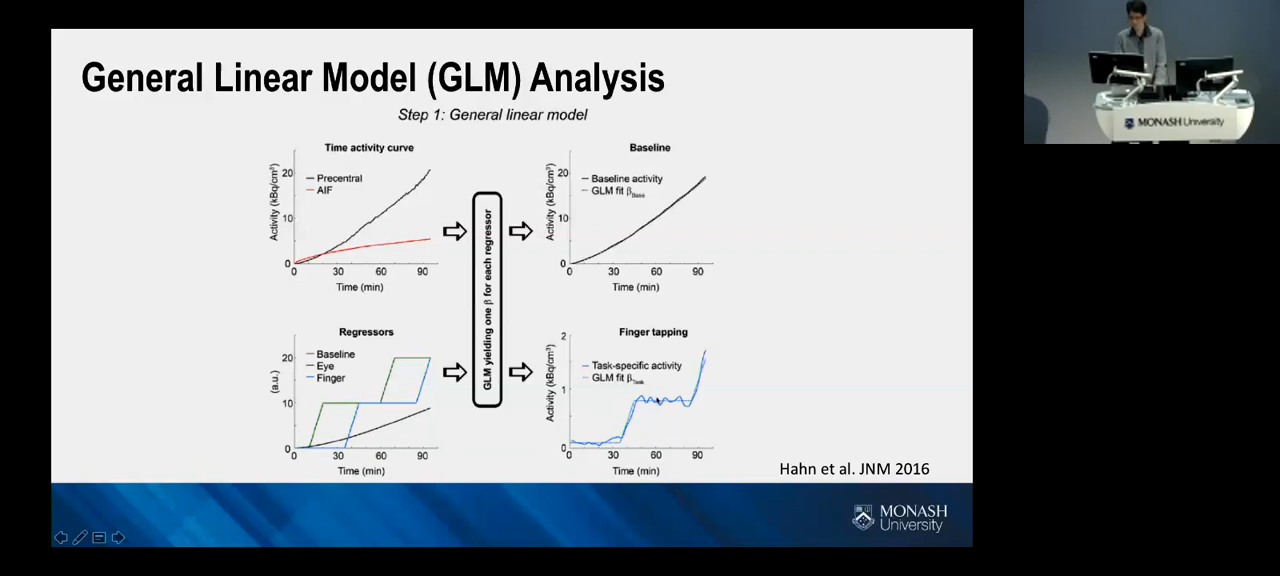 General Linear Model (GLM) Analysis
Step 1: General linear model
Time activity curve
Activity (kBq/cm³)
20
10
0
Precentral
AIF
0 30 60 90
Time (min)
Baseline
Activity (kBq/cm³)
20
10
0
Baseline activity
GLM fit βBase
0 30 60 90
Time (min)
GLM yielding one β for each regressor
Regressors
(a.u.)
20
10
0
Baseline
Eye
Finger
0 30 60 90
Time (min)
Finger tapping
Activity (kBq/cm³)
2
1
0
Task-specific activity
GLM fit βTask
0 30 60 90
Time (min)
Hahn et al. JNM 2016
MONASH
University
MONASH University